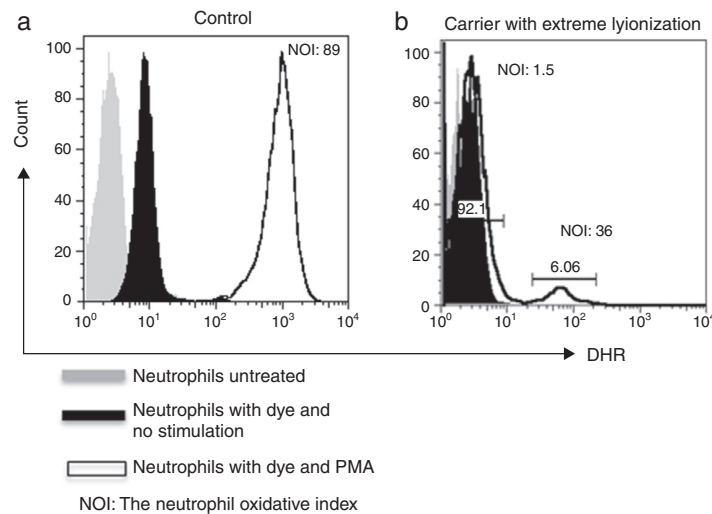 a
Control
NOI: 89
Count
100
80
60
40
20
0
10⁰
10¹
10²
10³
10⁴
b
Carrier with extreme lyionization
NOI: 1.5
100
80
60
40
20
0
92.1
NOI: 36
6.06
10⁰
10¹
10²
10³
10⁴
DHR
Neutrophils untreated
Neutrophils with dye and
no stimulation
Neutrophils with dye and PMA
NOI: The neutrophil oxidative index